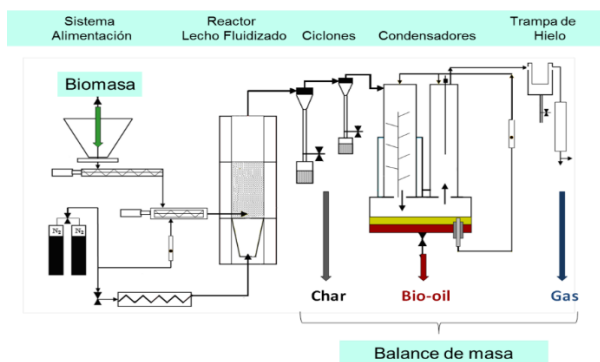 Sistema
Alimentación
Reactor
Lecho Fluidizado
Ciclones
Condensadores
Trampa de
Hielo
Biomasa
N₂
N₂
Char
Bio-oil
Gas
Balance de masa